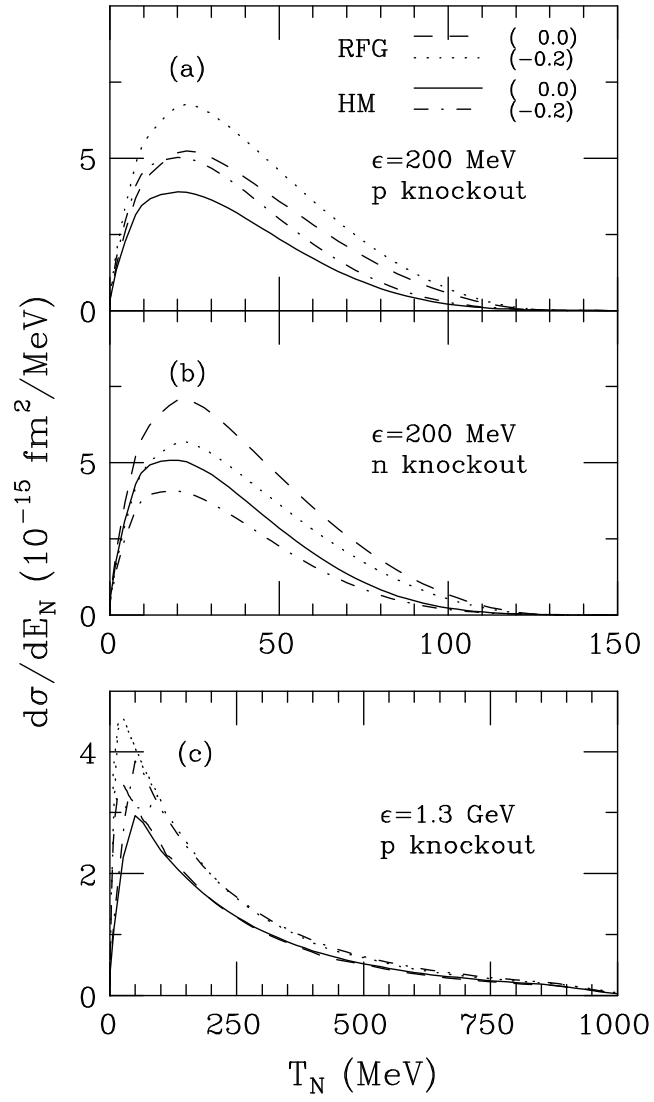 RFG ( 0.0)
(−0.2)
HM ( 0.0)
(−0.2)
(a)
ϵ=200 MeV
p knockout
5
0
(b)
ϵ=200 MeV
n knockout
5
0
0 50 100 150
dσ/dE_N (10^−15 fm^2/MeV)
(c)
ϵ=1.3 GeV
p knockout
4
2
0
0 250 500 750 1000
T_N (MeV)